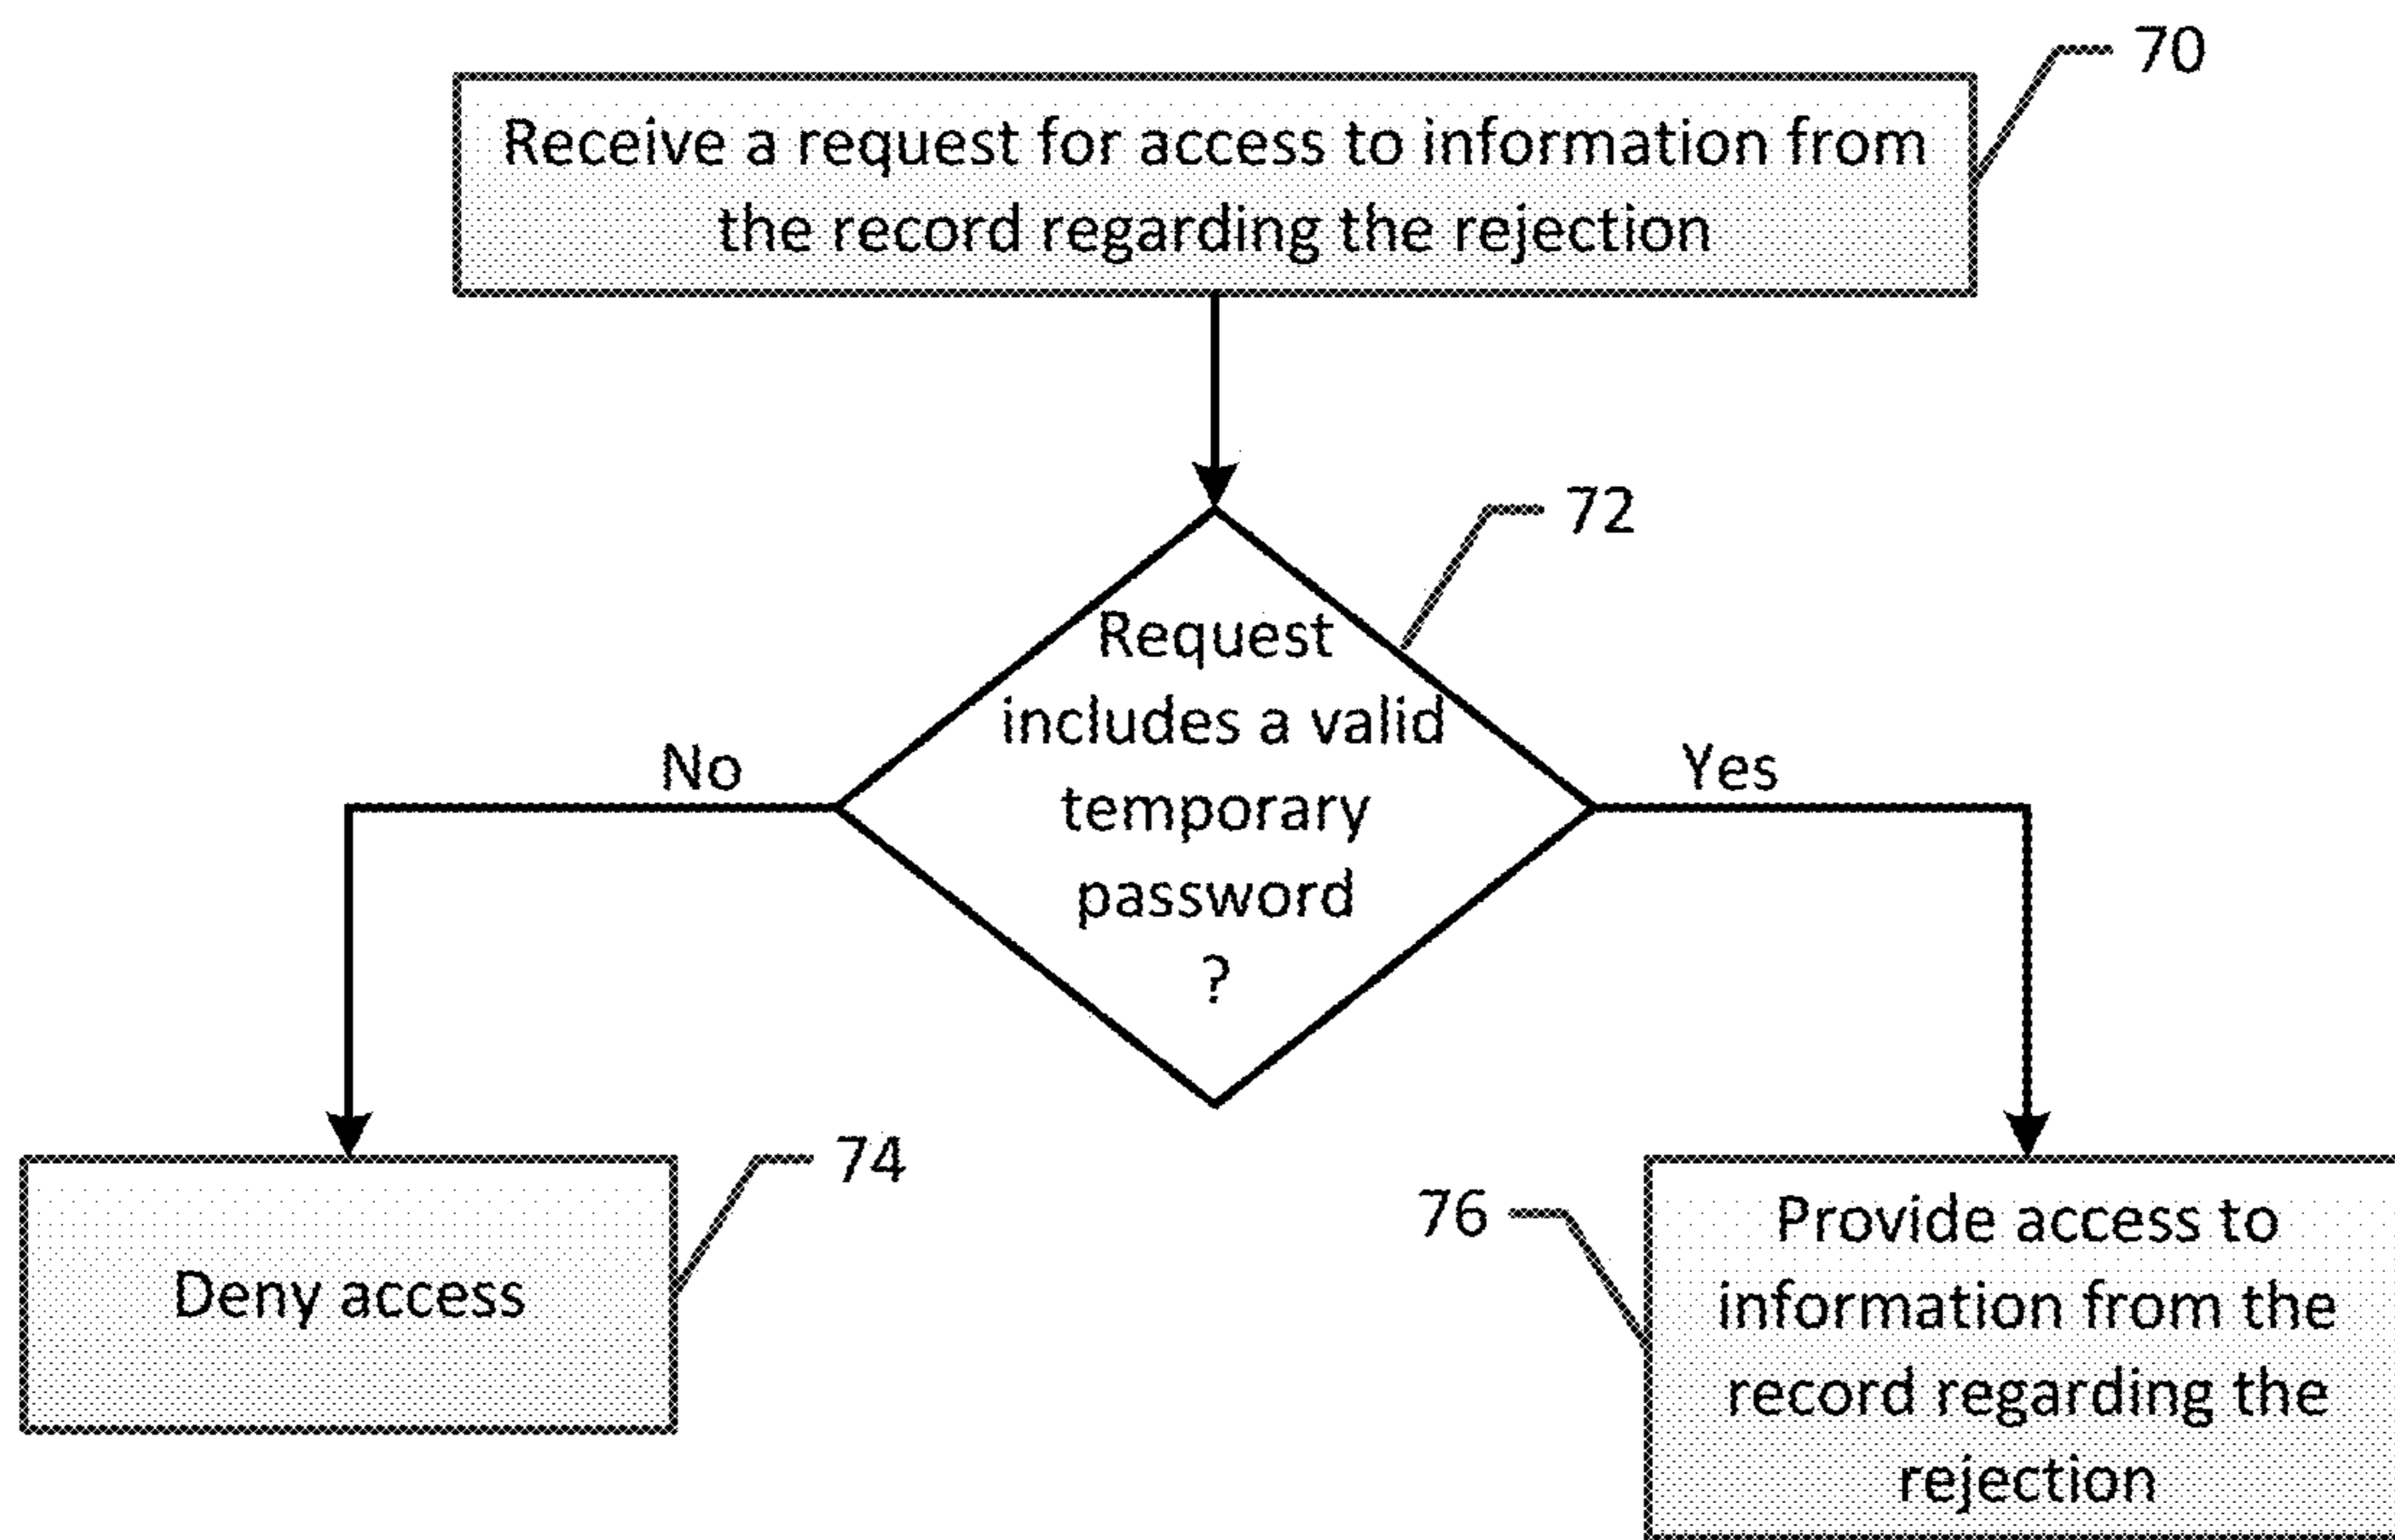 70
Receive a request for access to information from
the record regarding the rejection
72
Request
includes a valid
temporary
password
?
No
Yes
74
Deny access
76
Provide access to
information from the
record regarding the
rejection